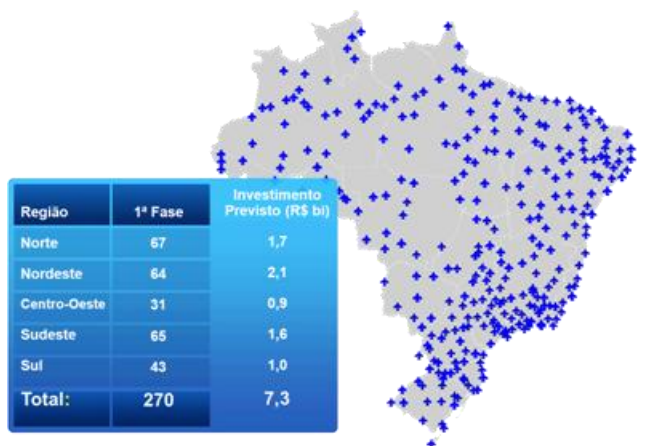 Região 1ª Fase Investimento
Previsto (R$ bi)
Norte 67 1,7
Nordeste 64 2,1
Centro-Oeste 31 0,9
Sudeste 65 1,6
Sul 43 1,0
Total: 270 7,3